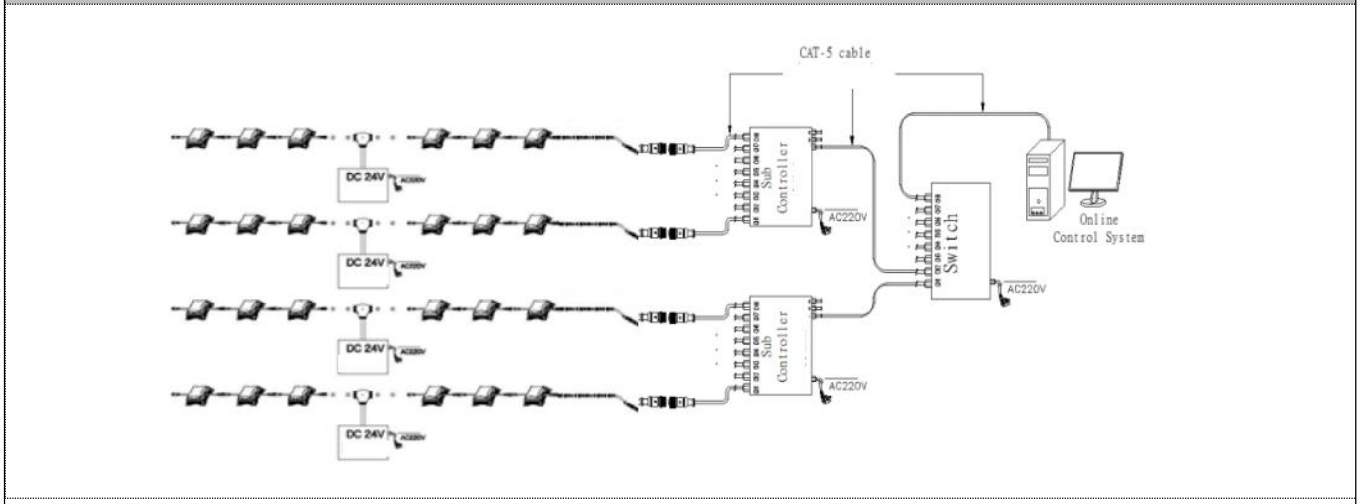 CAT-5 cable
DC 24V
AC220V
Sub
Controller
AC220V
DC 24V
AC220V
Switch
Online
Control System
AC220V
DC 24V
AC220V
Sub
Controller
AC220V
DC 24V
AC220V